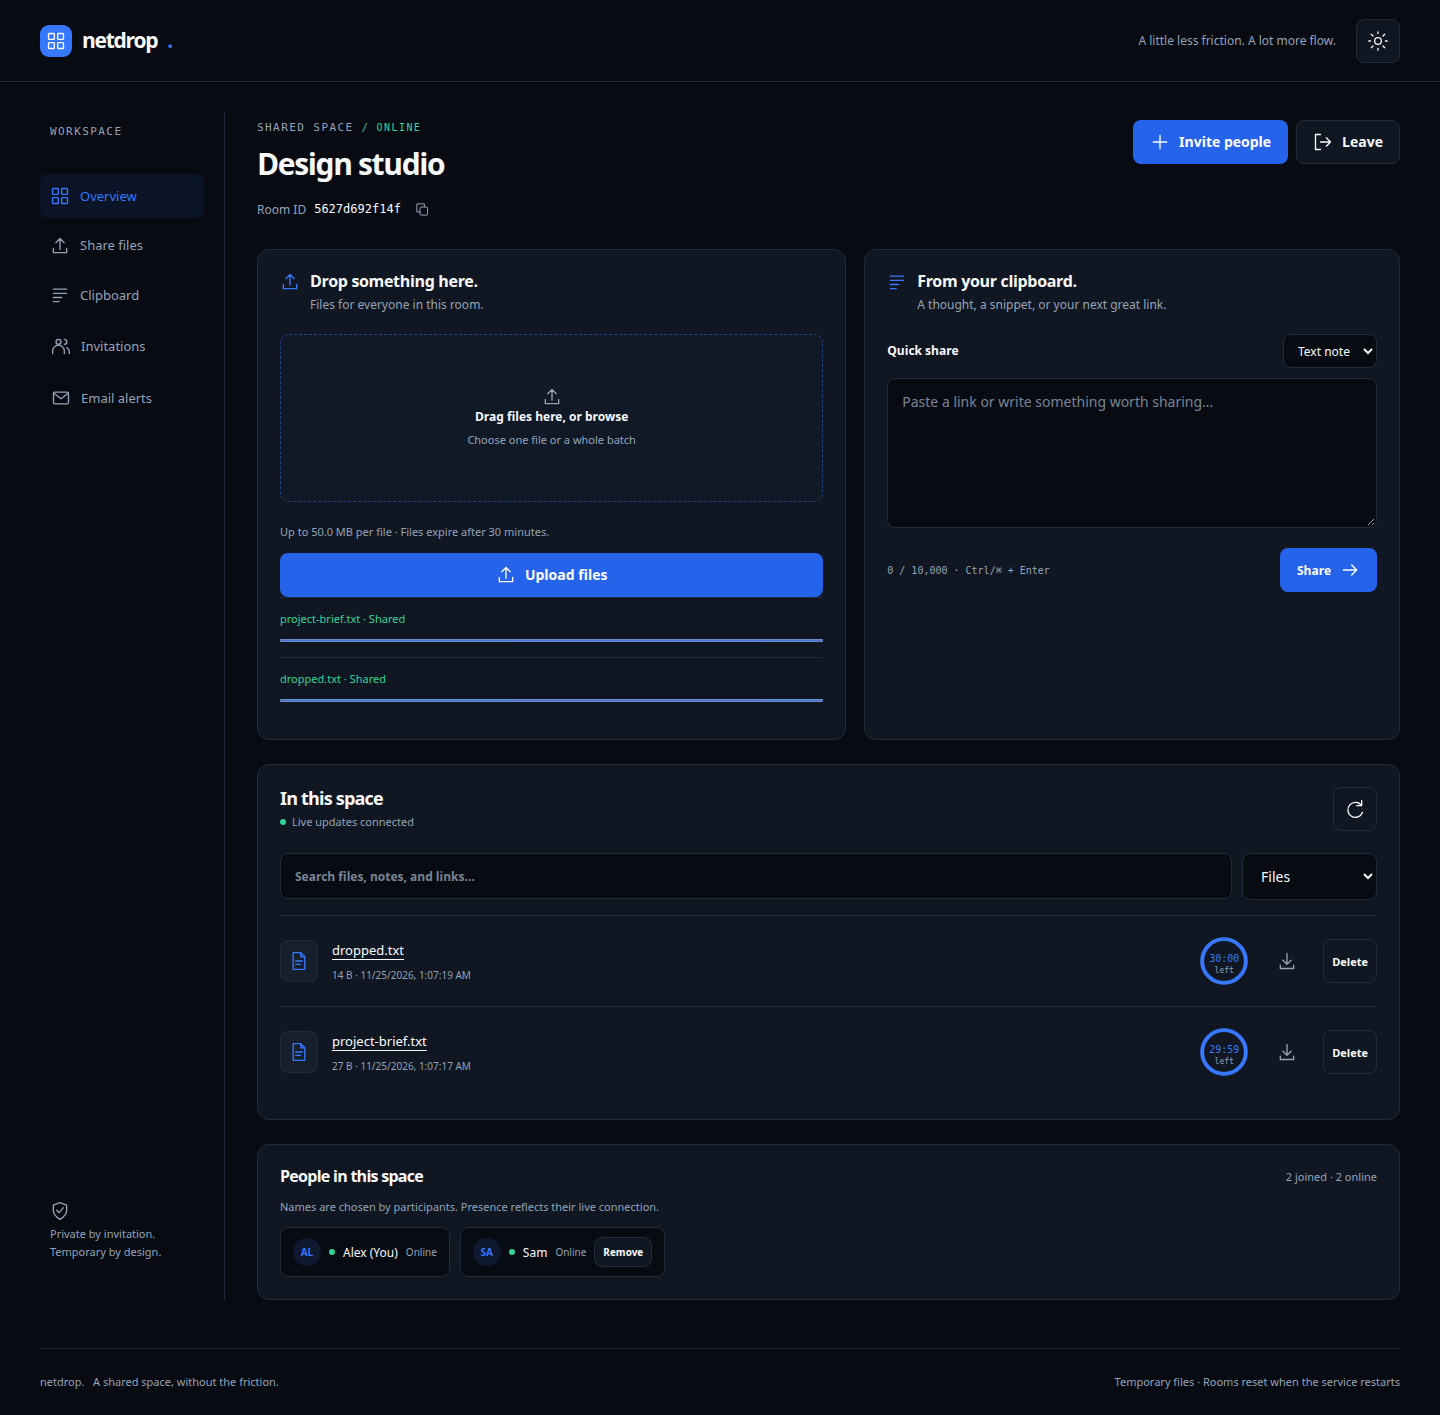 netdrop .
A little less friction. A lot more flow.
WORKSPACE
Overview
Share files
Clipboard
Invitations
Email alerts
Private by invitation.
Temporary by design.
SHARED SPACE / ONLINE
Design studio
Room ID 5627d692f14f
Invite people
Leave
Drop something here.
Files for everyone in this room.
Drag files here, or browse
Choose one file or a whole batch
Up to 50.0 MB per file · Files expire after 30 minutes.
Upload files
project-brief.txt · Shared
dropped.txt · Shared
From your clipboard.
A thought, a snippet, or your next great link.
Quick share
Text note
Paste a link or write something worth sharing...
0 / 10,000 · Ctrl/⌘ + Enter
Share
In this space
Live updates connected
Search files, notes, and links...
Files
dropped.txt
14 B · 11/25/2026, 1:07:19 AM
30:00
left
Delete
project-brief.txt
27 B · 11/25/2026, 1:07:17 AM
29:59
left
Delete
People in this space
2 joined · 2 online
Names are chosen by participants. Presence reflects their live connection.
AL Alex (You) Online
SA Sam Online Remove
netdrop. A shared space, without the friction.
Temporary files · Rooms reset when the service restarts